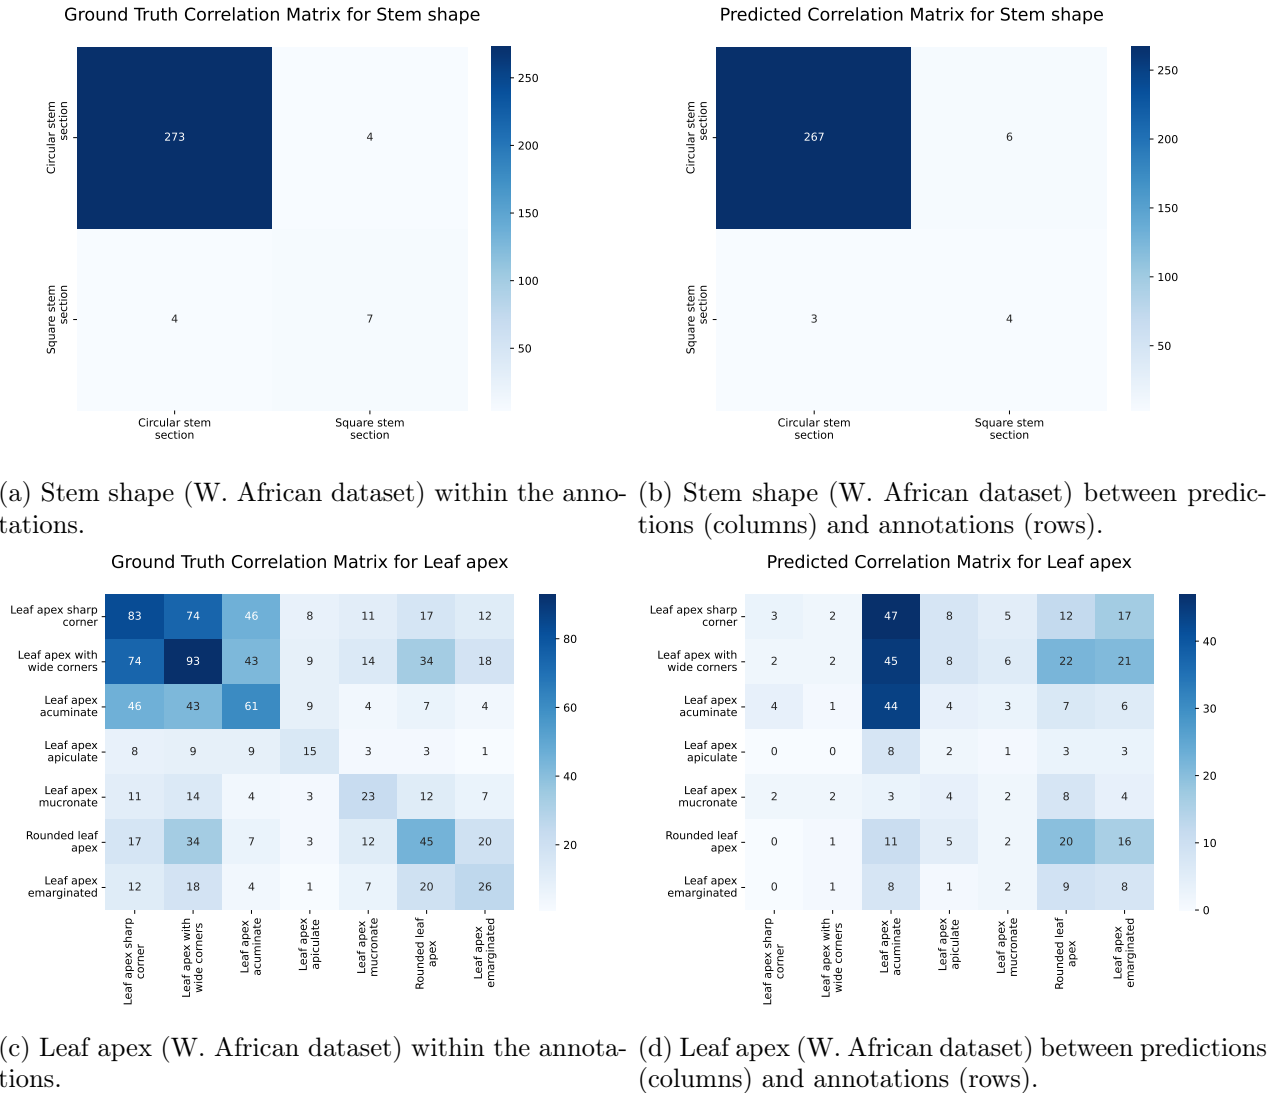 Ground Truth Correlation Matrix for Stem shape
Circular stem
section
Square stem
section
273 4
4 7
Circular stem
section
Square stem
section
250
200
150
100
50
Predicted Correlation Matrix for Stem shape
Circular stem
section
Square stem
section
267 6
3 4
Circular stem
section
Square stem
section
250
200
150
100
50
(a) Stem shape (W. African dataset) within the anno-
tations.
(b) Stem shape (W. African dataset) between predic-
tions (columns) and annotations (rows).
Ground Truth Correlation Matrix for Leaf apex
Leaf apex sharp
corner
83 74 46 8 11 17 12
Leaf apex with
wide corners
74 93 43 9 14 34 18
Leaf apex
acuminate
46 43 61 9 4 7 4
Leaf apex
apiculate
8 9 9 15 3 3 1
Leaf apex
mucronate
11 14 4 3 23 12 7
Rounded leaf
apex
17 34 7 3 12 45 20
Leaf apex
emarginated
12 18 4 1 7 20 26
Leaf apex sharp
corner
Leaf apex with
wide corners
Leaf apex
acuminate
Leaf apex
apiculate
Leaf apex
mucronate
Rounded leaf
apex
Leaf apex
emarginated
80
60
40
20
Predicted Correlation Matrix for Leaf apex
Leaf apex sharp
corner
3 2 47 8 5 12 17
Leaf apex with
wide corners
2 2 45 8 6 22 21
Leaf apex
acuminate
4 1 44 4 3 7 6
Leaf apex
apiculate
0 0 8 2 1 3 3
Leaf apex
mucronate
2 2 3 4 2 8 4
Rounded leaf
apex
0 1 11 5 2 20 16
Leaf apex
emarginated
0 1 8 1 2 9 8
Leaf apex sharp
corner
Leaf apex with
wide corners
Leaf apex
acuminate
Leaf apex
apiculate
Leaf apex
mucronate
Rounded leaf
apex
Leaf apex
emarginated
40
30
20
10
0
(c) Leaf apex (W. African dataset) within the annota-
tions.
(d) Leaf apex (W. African dataset) between predictions
(columns) and annotations (rows).